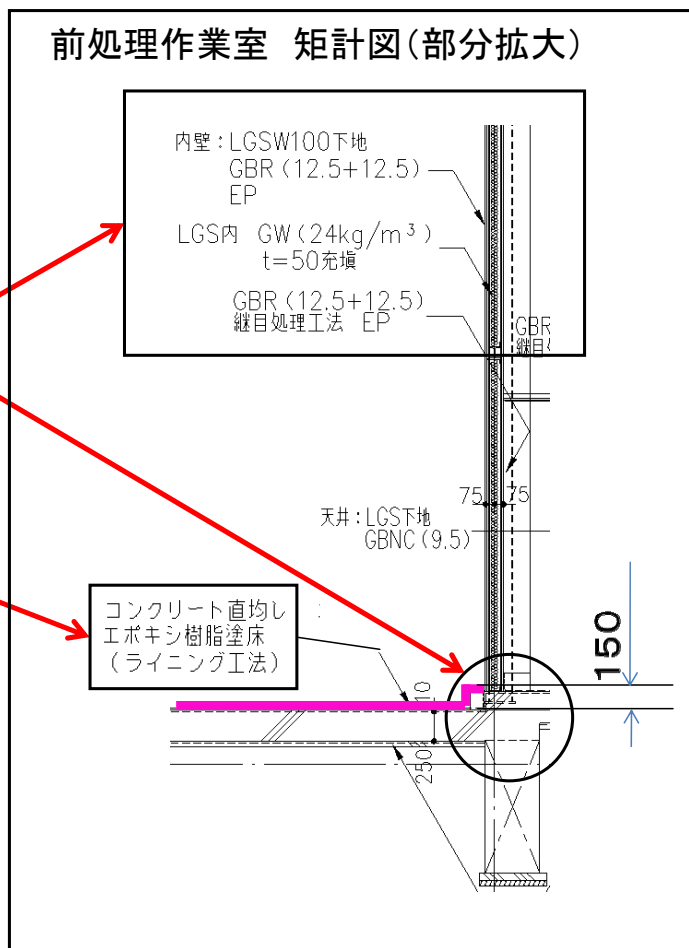 前処理作業室 矩計図(部分拡大)
内壁:LGSW100下地
GBR(12.5+12.5)
EP
LGS内 GW(24kg/m³)
t=50充填
GBR(12.5+12.5)
継目処理工法 EP
GBR
継目
75 75
天井:LGS下地
GBNC(9.5)
コンクリート直均し
エポキシ樹脂塗床
(ライニング工法)
150
10
250